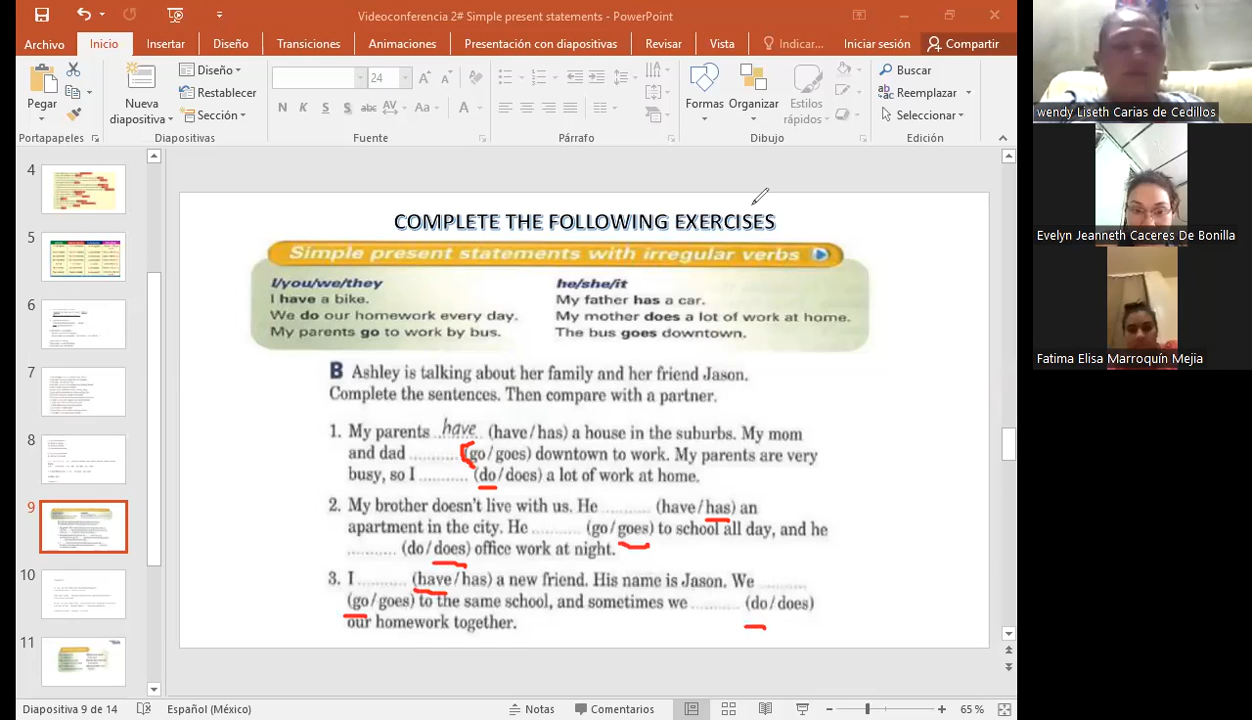 Videoconferencia 2# Simple present statements - PowerPoint
Archivo Inicio Insertar Diseño Transiciones Animaciones Presentación con diapositivas Revisar Vista Indicar... Iniciar sesión Compartir
Pegar
Nueva diapositiva
Diseño
Restablecer
Sección
24
N K S S abc AV Aa A
Formas
Organizar
Estilos rápidos
Buscar
Reemplazar
Seleccionar
Portapapeles Diapositivas Fuente Párrafo Dibujo Edición
4
5
6
7
8
9
10
11
COMPLETE THE FOLLOWING EXERCISES
Simple present statements with irregular verbs
I/you/we/they he/she/it
I have a bike. My father has a car.
We do our homework every day. My mother does a lot of work at home.
My parents go to work by bus. The bus goes downtown.
B Ashley is talking about her family and her friend Jason.
Complete the sentences. Then compare with a partner.
1. My parents have (have/has) a house in the suburbs. My mom
and dad .......... (go/goes) downtown to work. My parents are very
busy, so I .......... (do/does) a lot of work at home.
2. My brother doesn't live with us. He .......... (have/has) an
apartment in the city. He .......... (go/goes) to school all day, and he
.......... (do/does) office work at night.
3. I .......... (have/has) a new friend. His name is Jason. We ..........
(go/goes) to the same school, and sometimes we .......... (do/does)
our homework together.
wendy Liseth Carias de Cedillos
Evelyn Jeanneth Caceres De Bonilla
Fatima Elisa Marroquín Mejia
Diapositiva 9 de 14 Español (México) Notas Comentarios 65 %